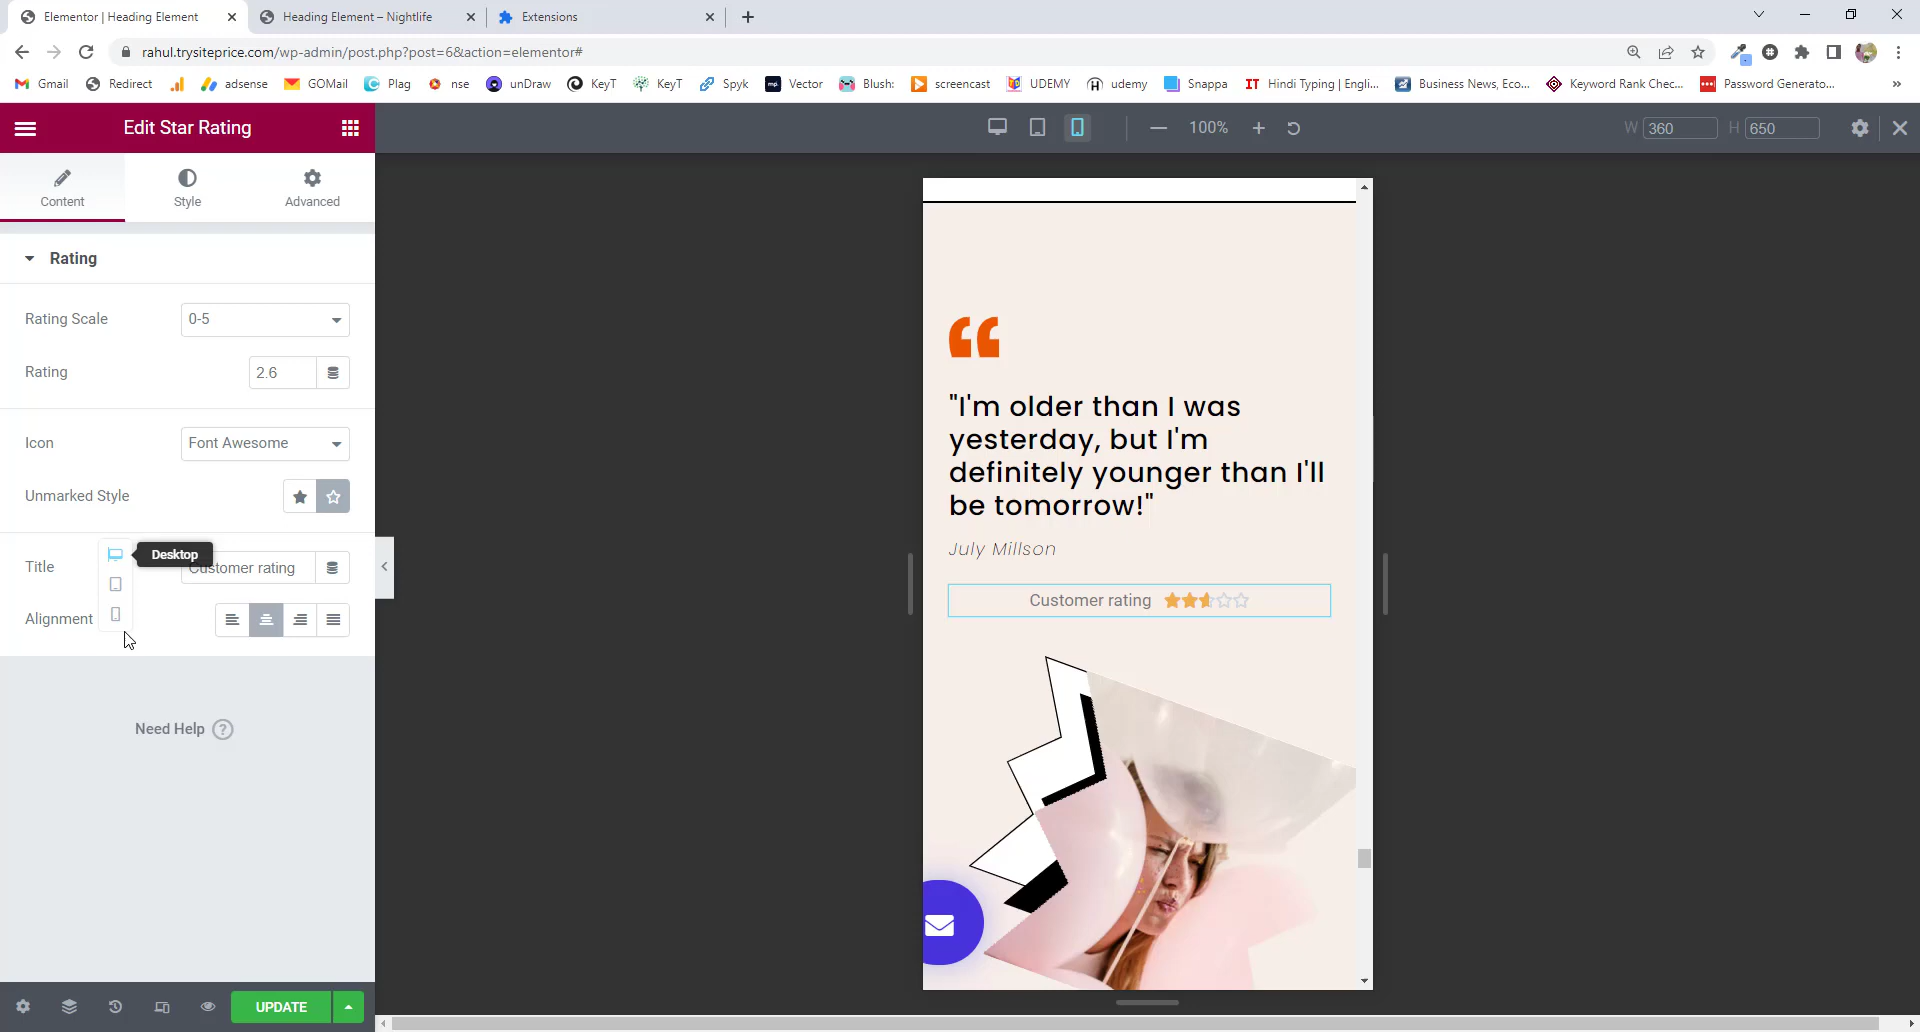 Elementor | Heading Element
Heading Element – Nightlife
Extensions
rahul.trysiteprice.com/wp-admin/post.php?post=6&action=elementor#
Gmail
Redirect
adsense
GOMail
Plag
nse
unDraw
KeyT
KeyT
Spyk
Vector
Blush:
screencast
UDEMY
udemy
Snappa
Hindi Typing | Engli...
Business News, Eco...
Keyword Rank Chec...
Password Generato...
Edit Star Rating
100%
W 360
H 650
Content
Style
Advanced
Rating
Rating Scale
0-5
Rating
2.6
Icon
Font Awesome
Unmarked Style
Desktop
Title
Customer rating
Alignment
Need Help ?
UPDATE
"I'm older than I was
yesterday, but I'm
definitely younger than I'll
be tomorrow!"
July Millson
Customer rating